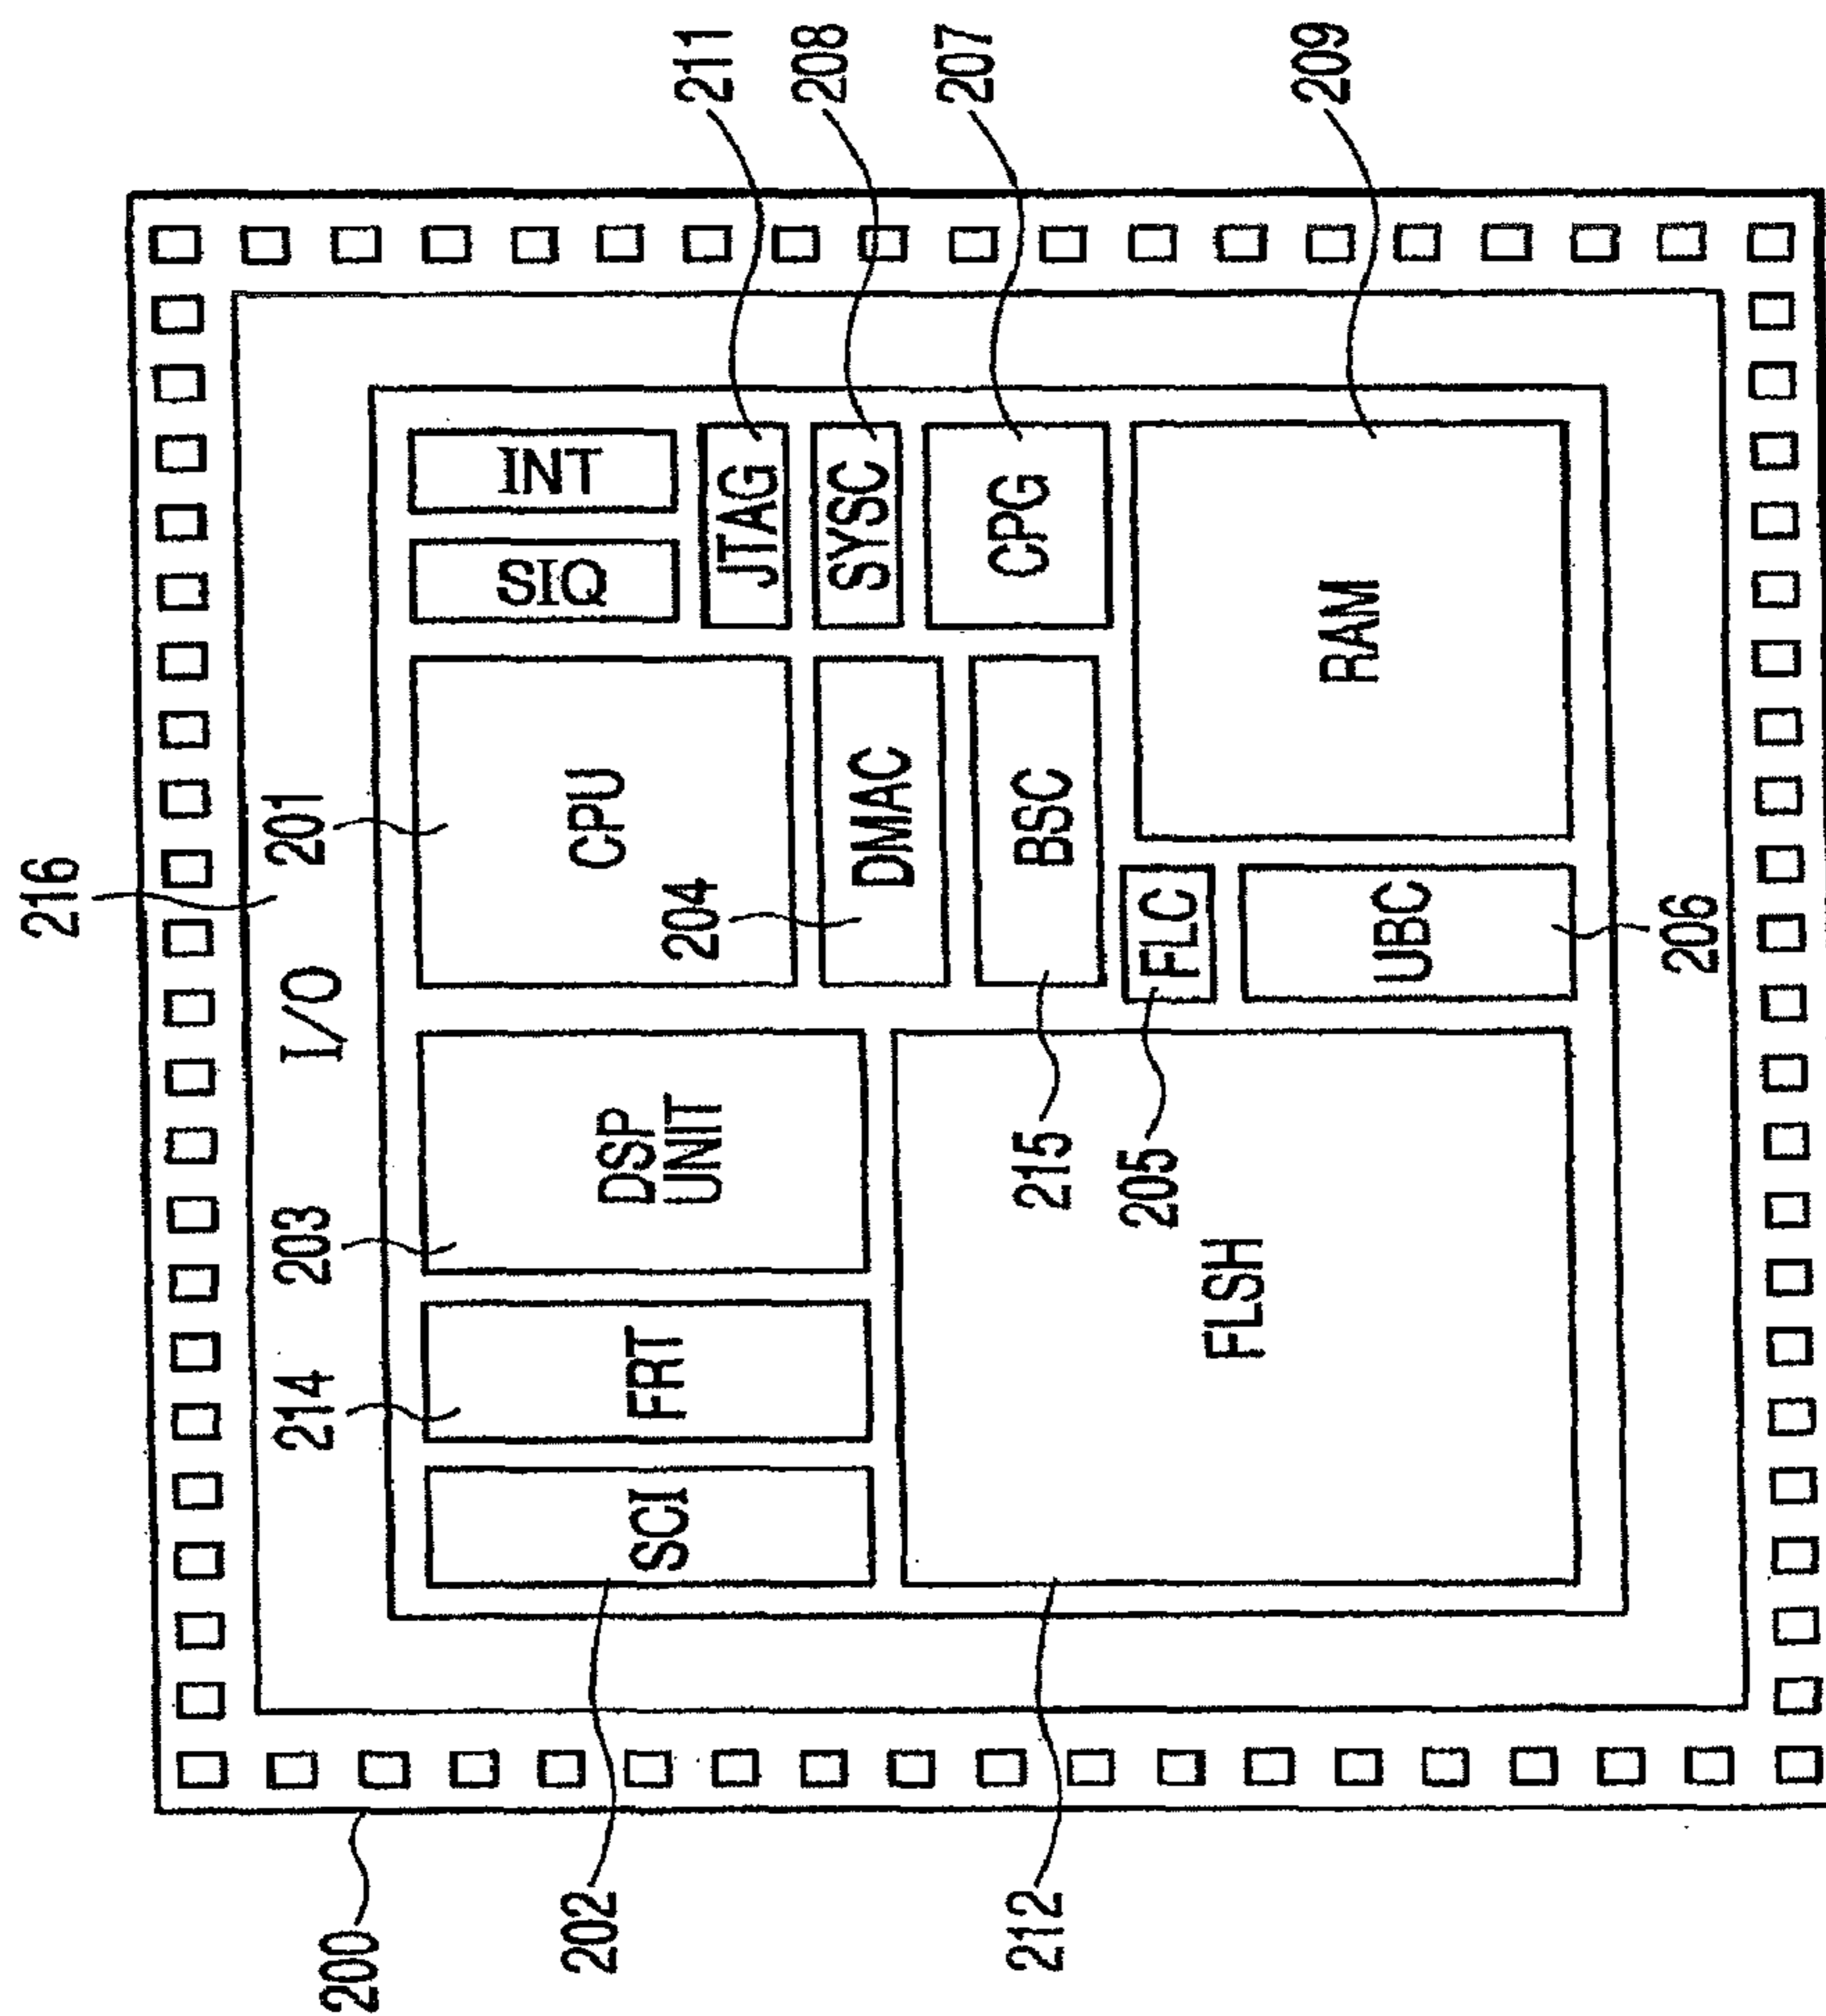 216
I/O
214
203
201
SCI
FRT
DSP
UNIT
CPU
SIQ
INT
204
JTAG
211
DMAC
SYSC
208
202
215
BSC
CPG
207
205
FLC
FLSH
UBC
RAM
209
212
206
200